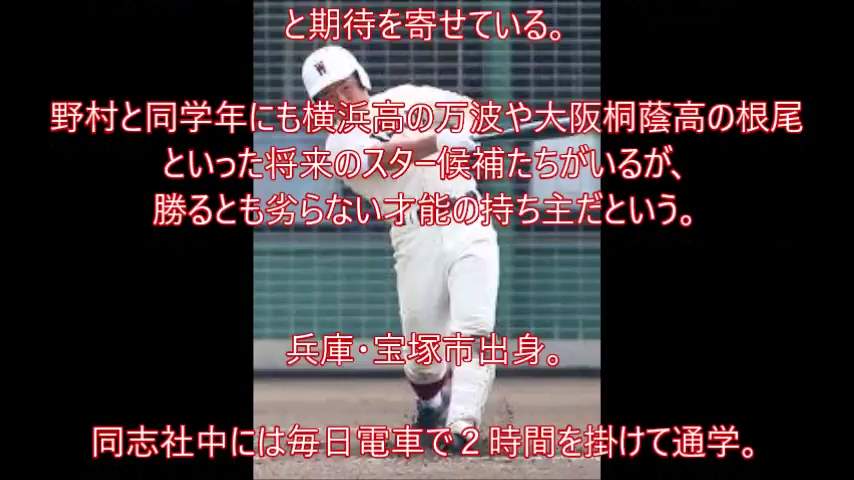 と期待を寄せている。
野村と同学年にも横浜高の万波や大阪桐蔭高の根尾
といった将来のスター候補たちがいるが、
勝るとも劣らない才能の持ち主だという。
兵庫・宝塚市出身。
同志社中には毎日電車で２時間を掛けて通学。
W